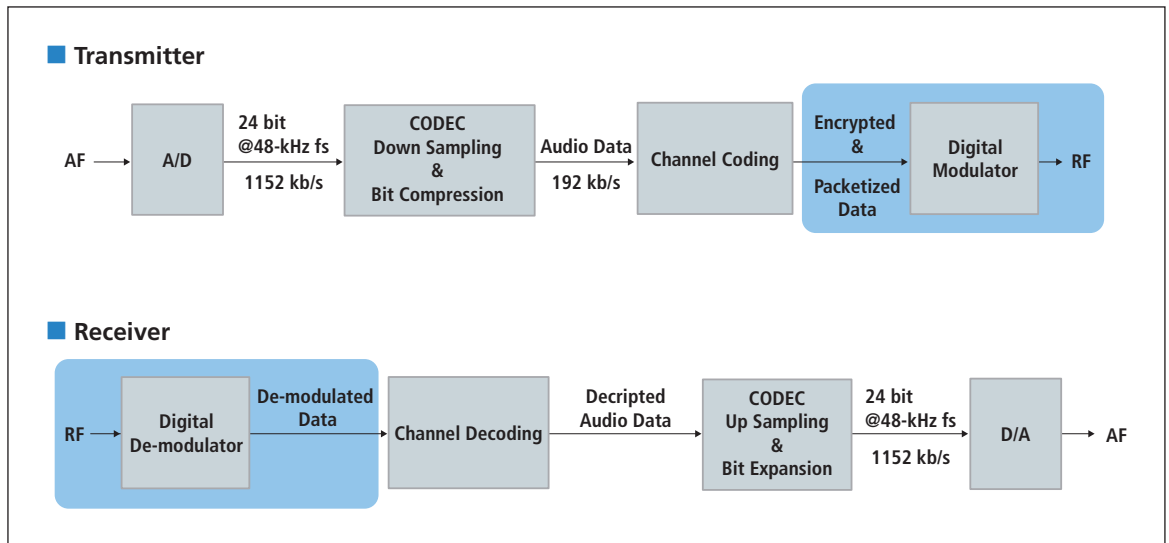 Transmitter
AF
A/D
24 bit
@48-kHz fs
1152 kb/s
CODEC
Down Sampling
&
Bit Compression
Audio Data
192 kb/s
Channel Coding
Encrypted
&
Packetized
Data
Digital
Modulator
RF
Receiver
RF
Digital
De-modulator
De-modulated
Data
Channel Decoding
Decripted
Audio Data
CODEC
Up Sampling
&
Bit Expansion
24 bit
@48-kHz fs
1152 kb/s
D/A
AF